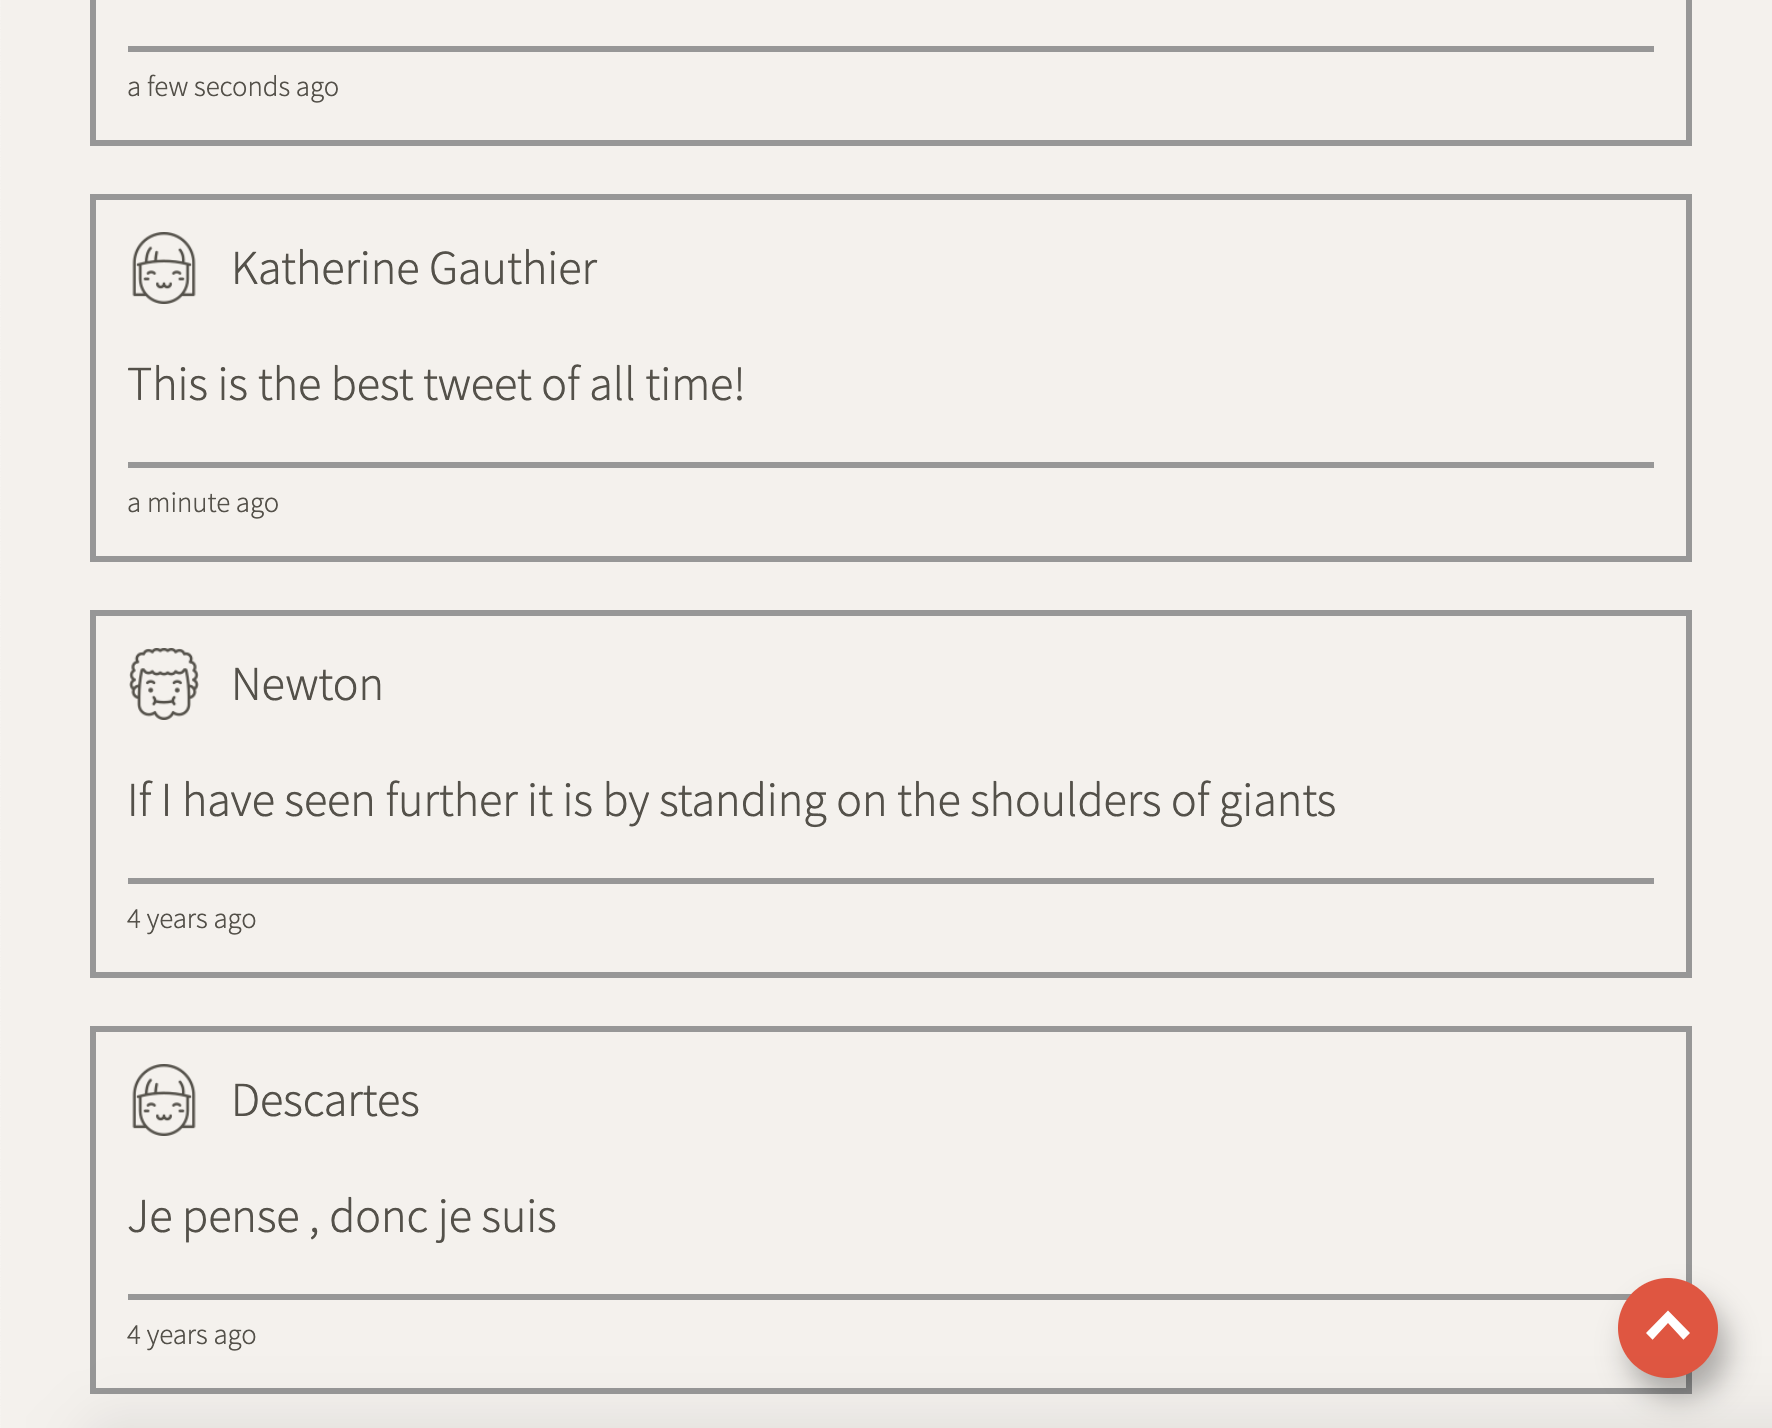 a few seconds ago
Katherine Gauthier
This is the best tweet of all time!
a minute ago
Newton
If I have seen further it is by standing on the shoulders of giants
4 years ago
Descartes
Je pense , donc je suis
4 years ago